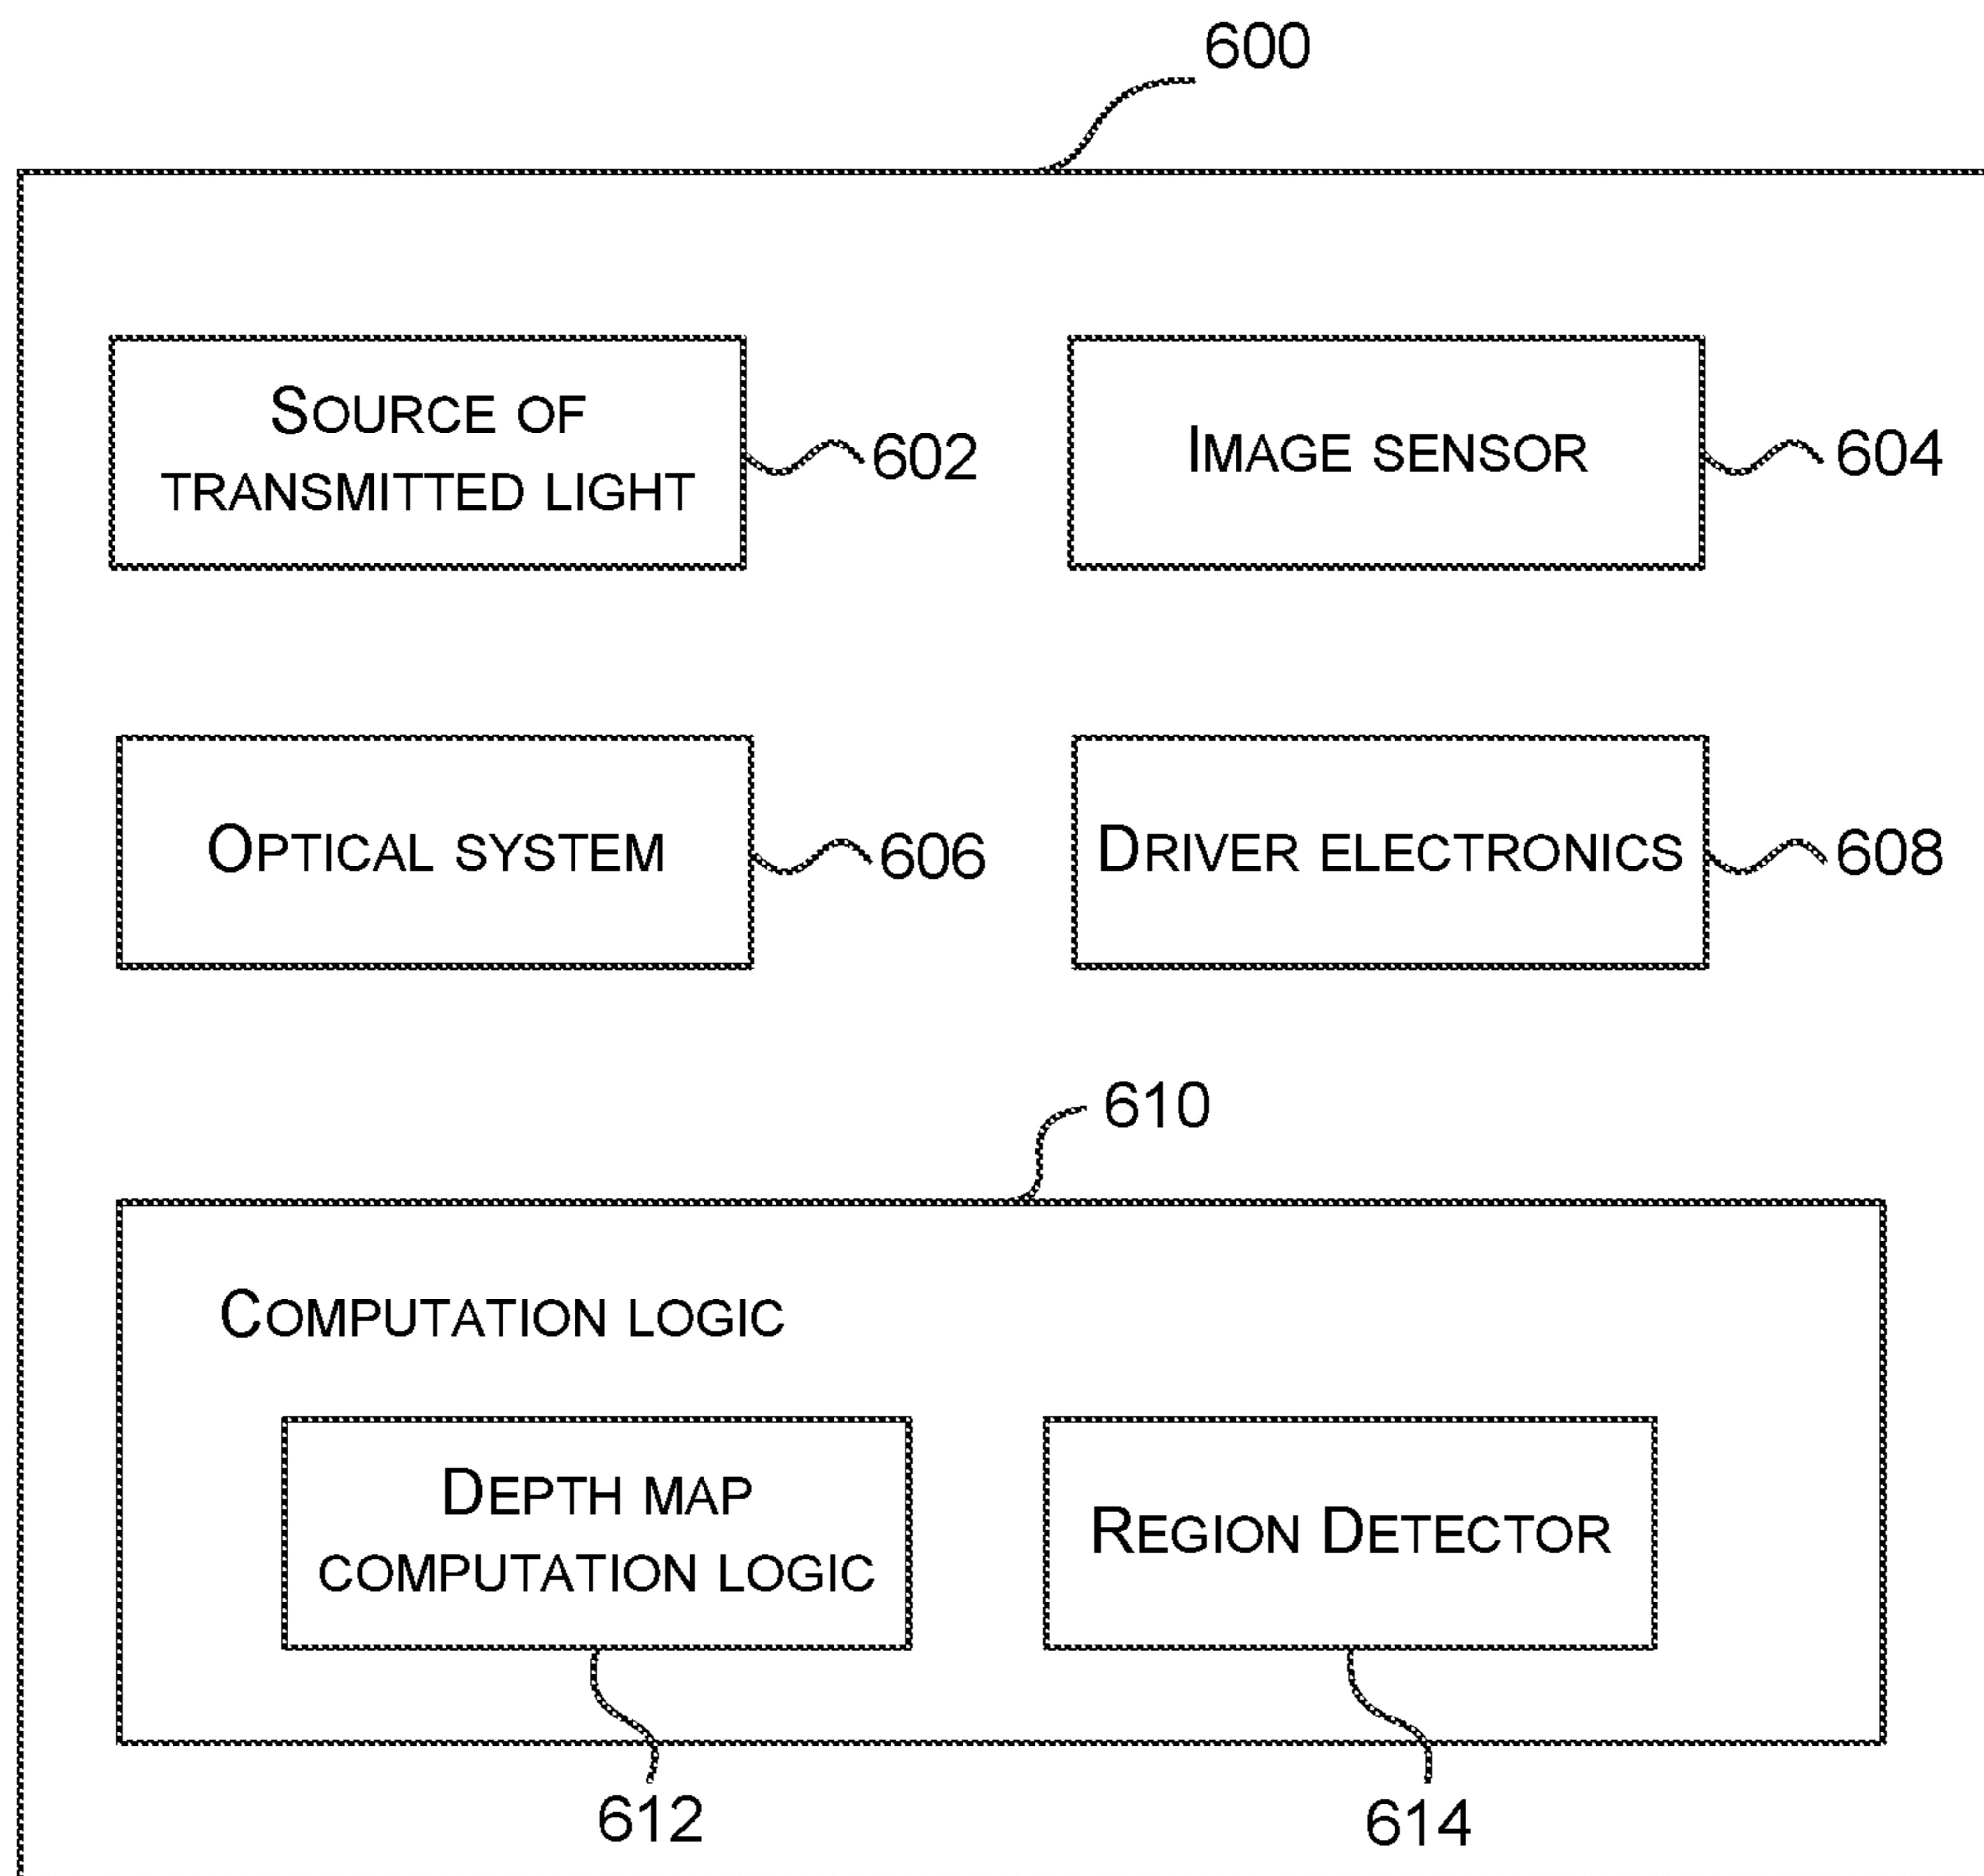 600
SOURCE OF
TRANSMITTED LIGHT
602
IMAGE SENSOR
604
OPTICAL SYSTEM
606
DRIVER ELECTRONICS
608
610
COMPUTATION LOGIC
DEPTH MAP
COMPUTATION LOGIC
REGION DETECTOR
612
614